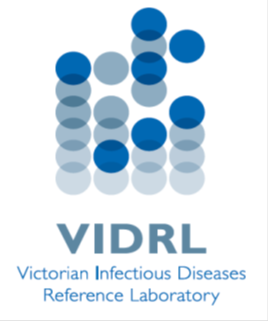 VIDRL
Victorian Infectious Diseases
Reference Laboratory